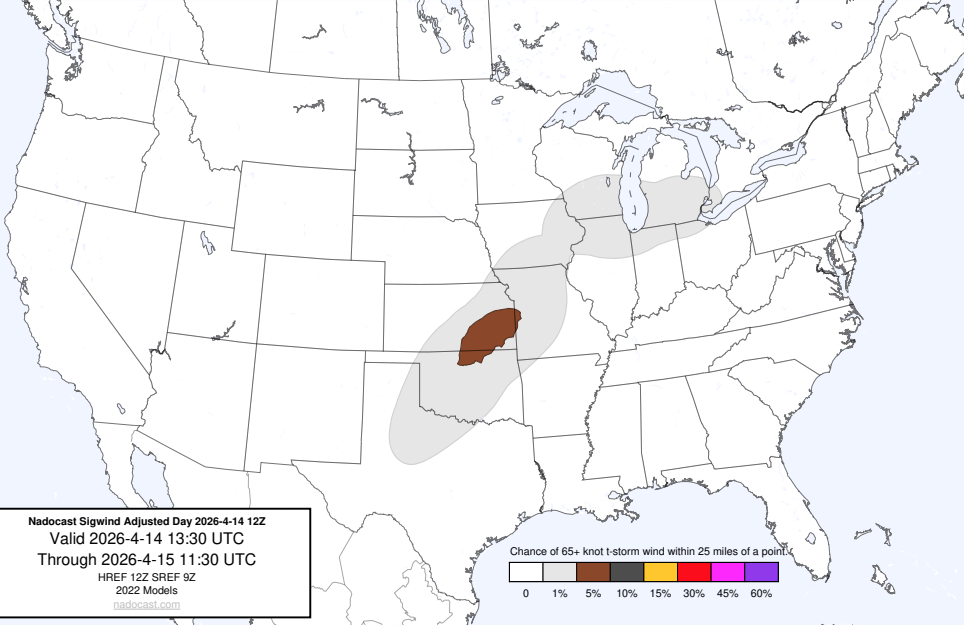 Nadocast Sigwind Adjusted Day 2026-4-14 12Z
Valid 2026-4-14 13:30 UTC
Through 2026-4-15 11:30 UTC
HREF 12Z SREF 9Z
2022 Models
nadocast.com
Chance of 65+ knot t-storm wind within 25 miles of a point.
0 1% 5% 10% 15% 30% 45% 60%